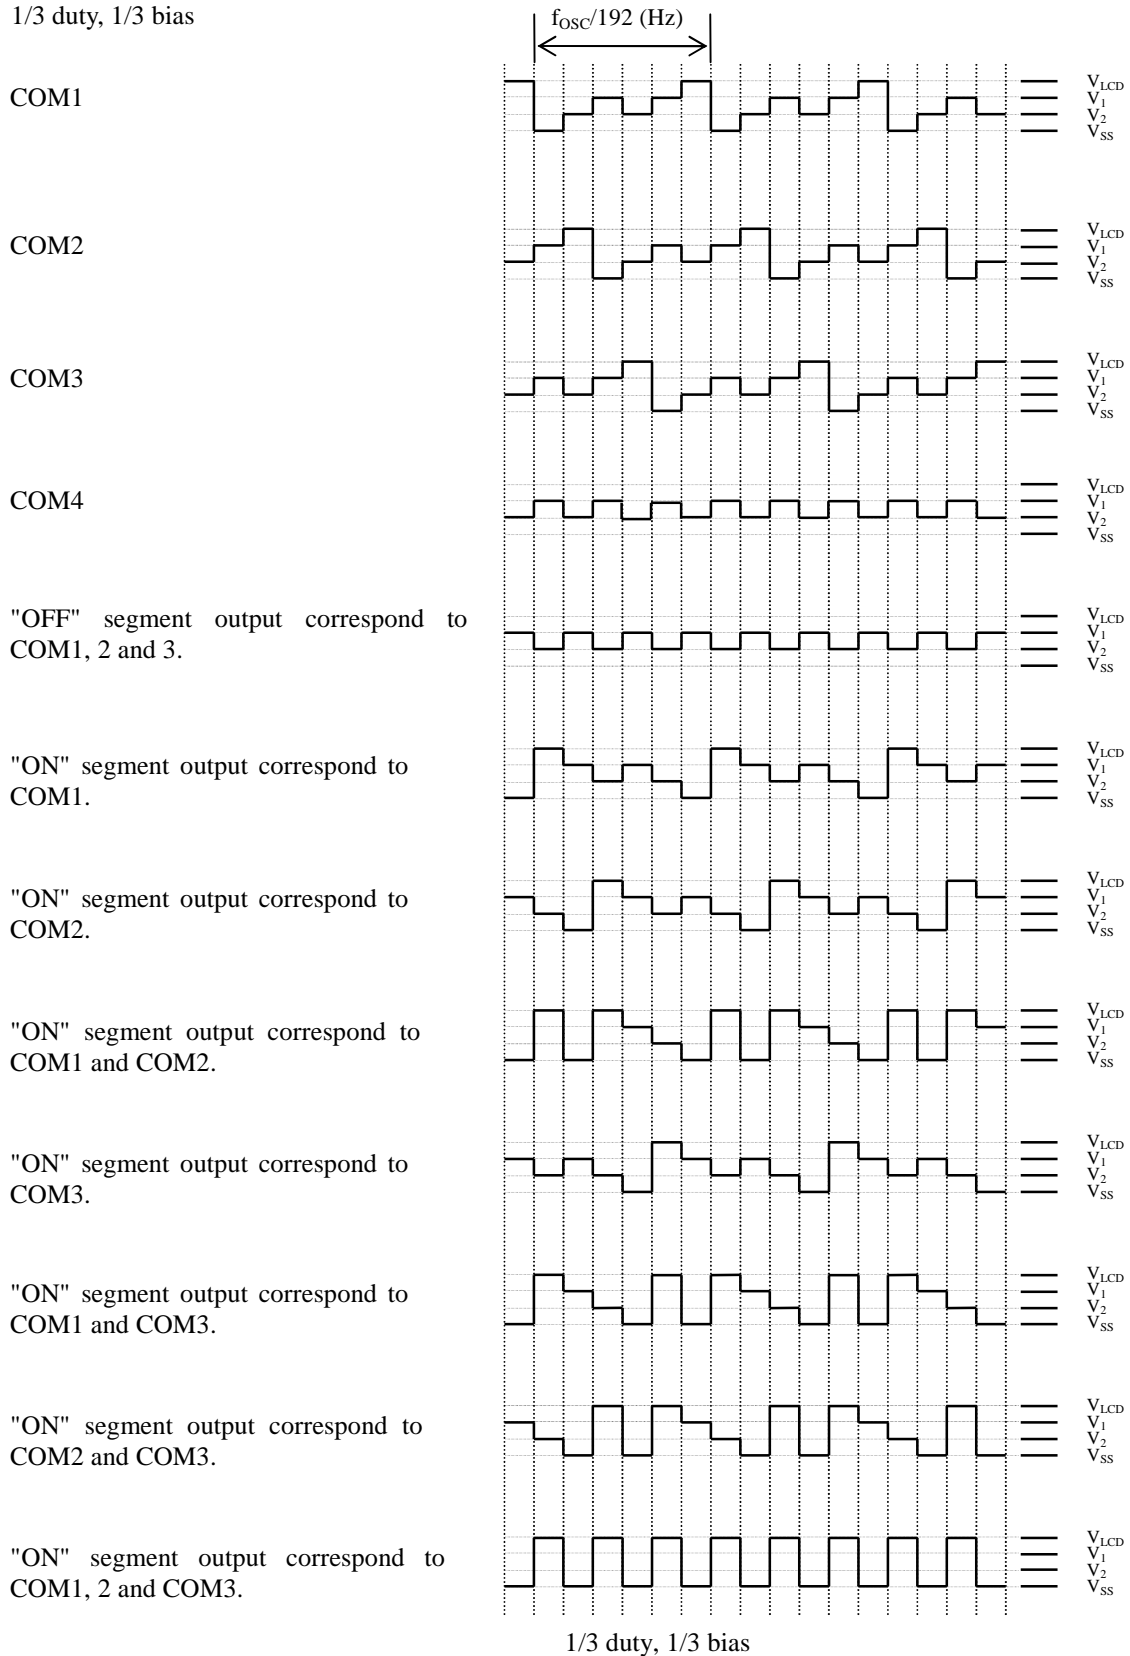 1/3 duty, 1/3 bias
fOSC/192 (Hz)
COM1
VLCD
V1
V2
VSS
COM2
VLCD
V1
V2
VSS
COM3
VLCD
V1
V2
VSS
COM4
VLCD
V1
V2
VSS
"OFF" segment output correspond to
COM1, 2 and 3.
VLCD
V1
V2
VSS
"ON" segment output correspond to
COM1.
VLCD
V1
V2
VSS
"ON" segment output correspond to
COM2.
VLCD
V1
V2
VSS
"ON" segment output correspond to
COM1 and COM2.
VLCD
V1
V2
VSS
"ON" segment output correspond to
COM3.
VLCD
V1
V2
VSS
"ON" segment output correspond to
COM1 and COM3.
VLCD
V1
V2
VSS
"ON" segment output correspond to
COM2 and COM3.
VLCD
V1
V2
VSS
"ON" segment output correspond to
COM1, 2 and COM3.
VLCD
V1
V2
VSS
1/3 duty, 1/3 bias